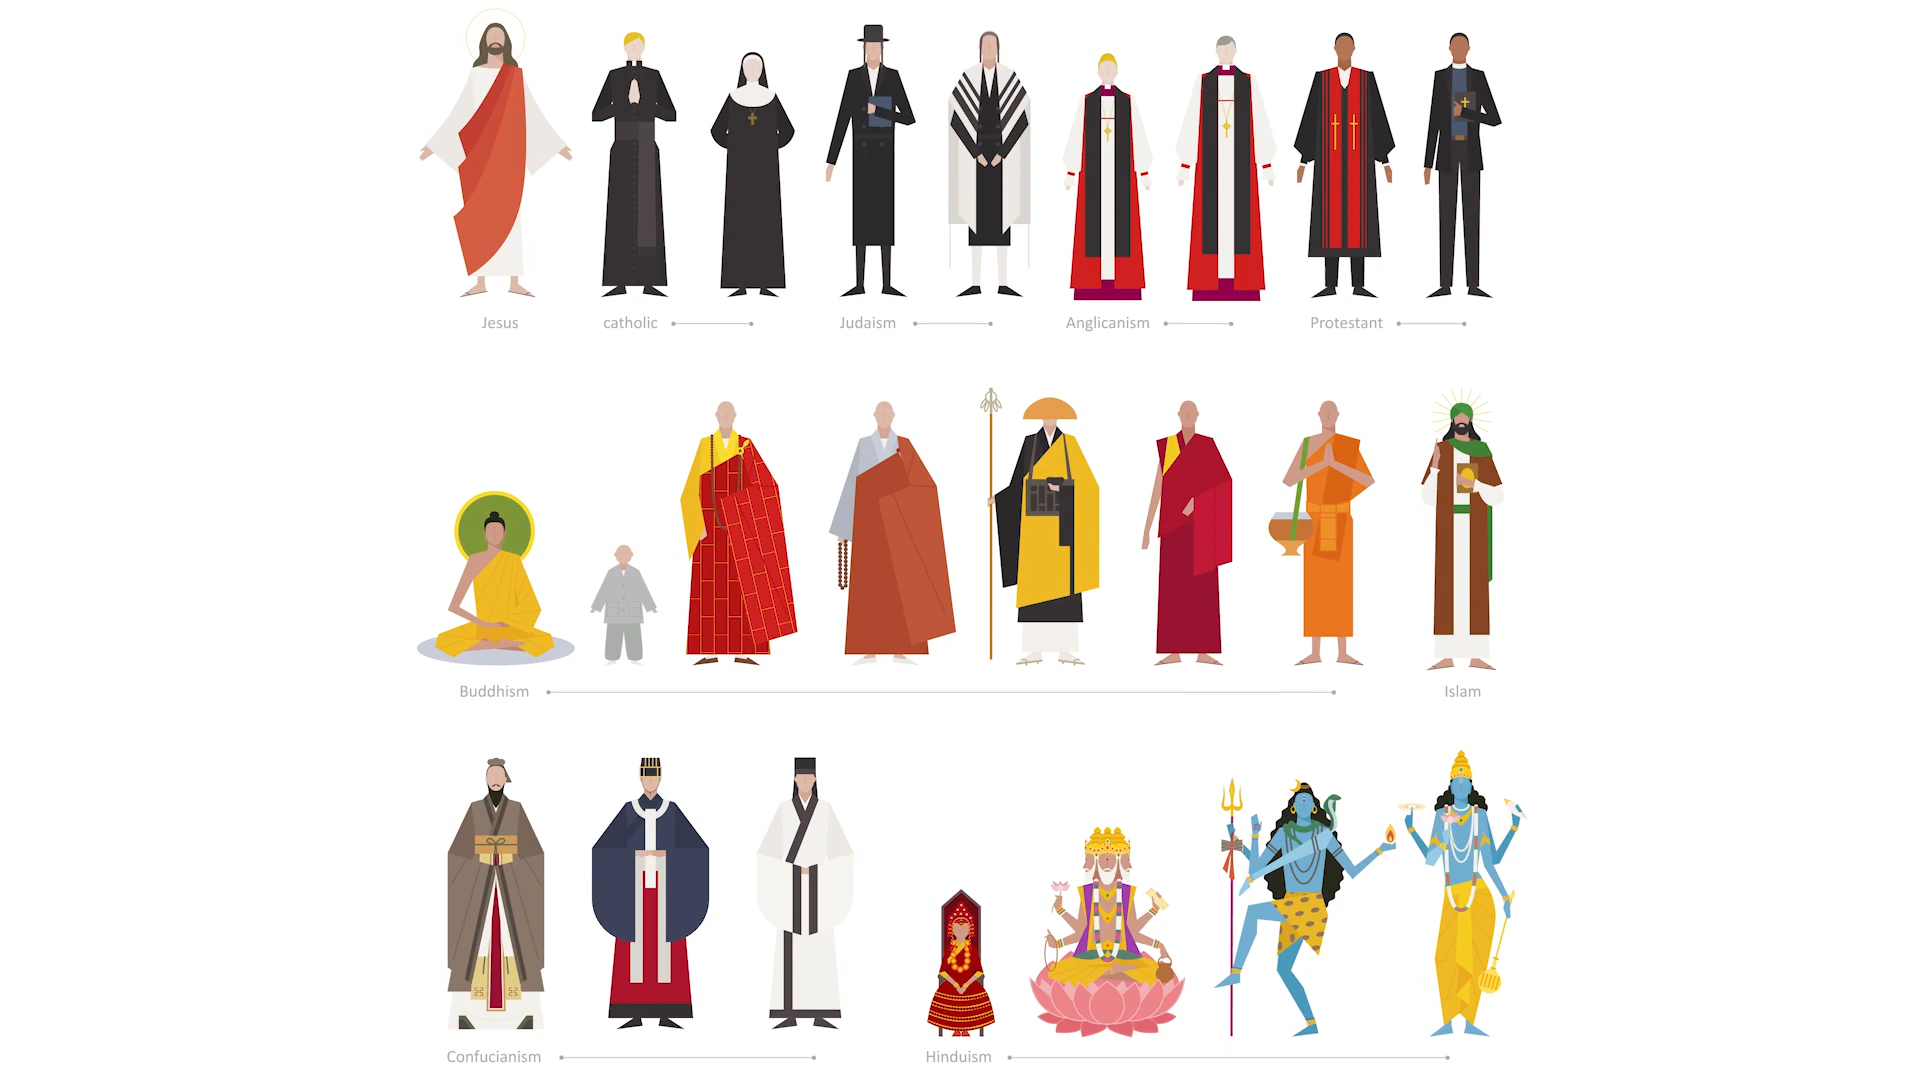 Jesus
catholic
Judaism
Anglicanism
Protestant
Buddhism
Islam
Confucianism
Hinduism